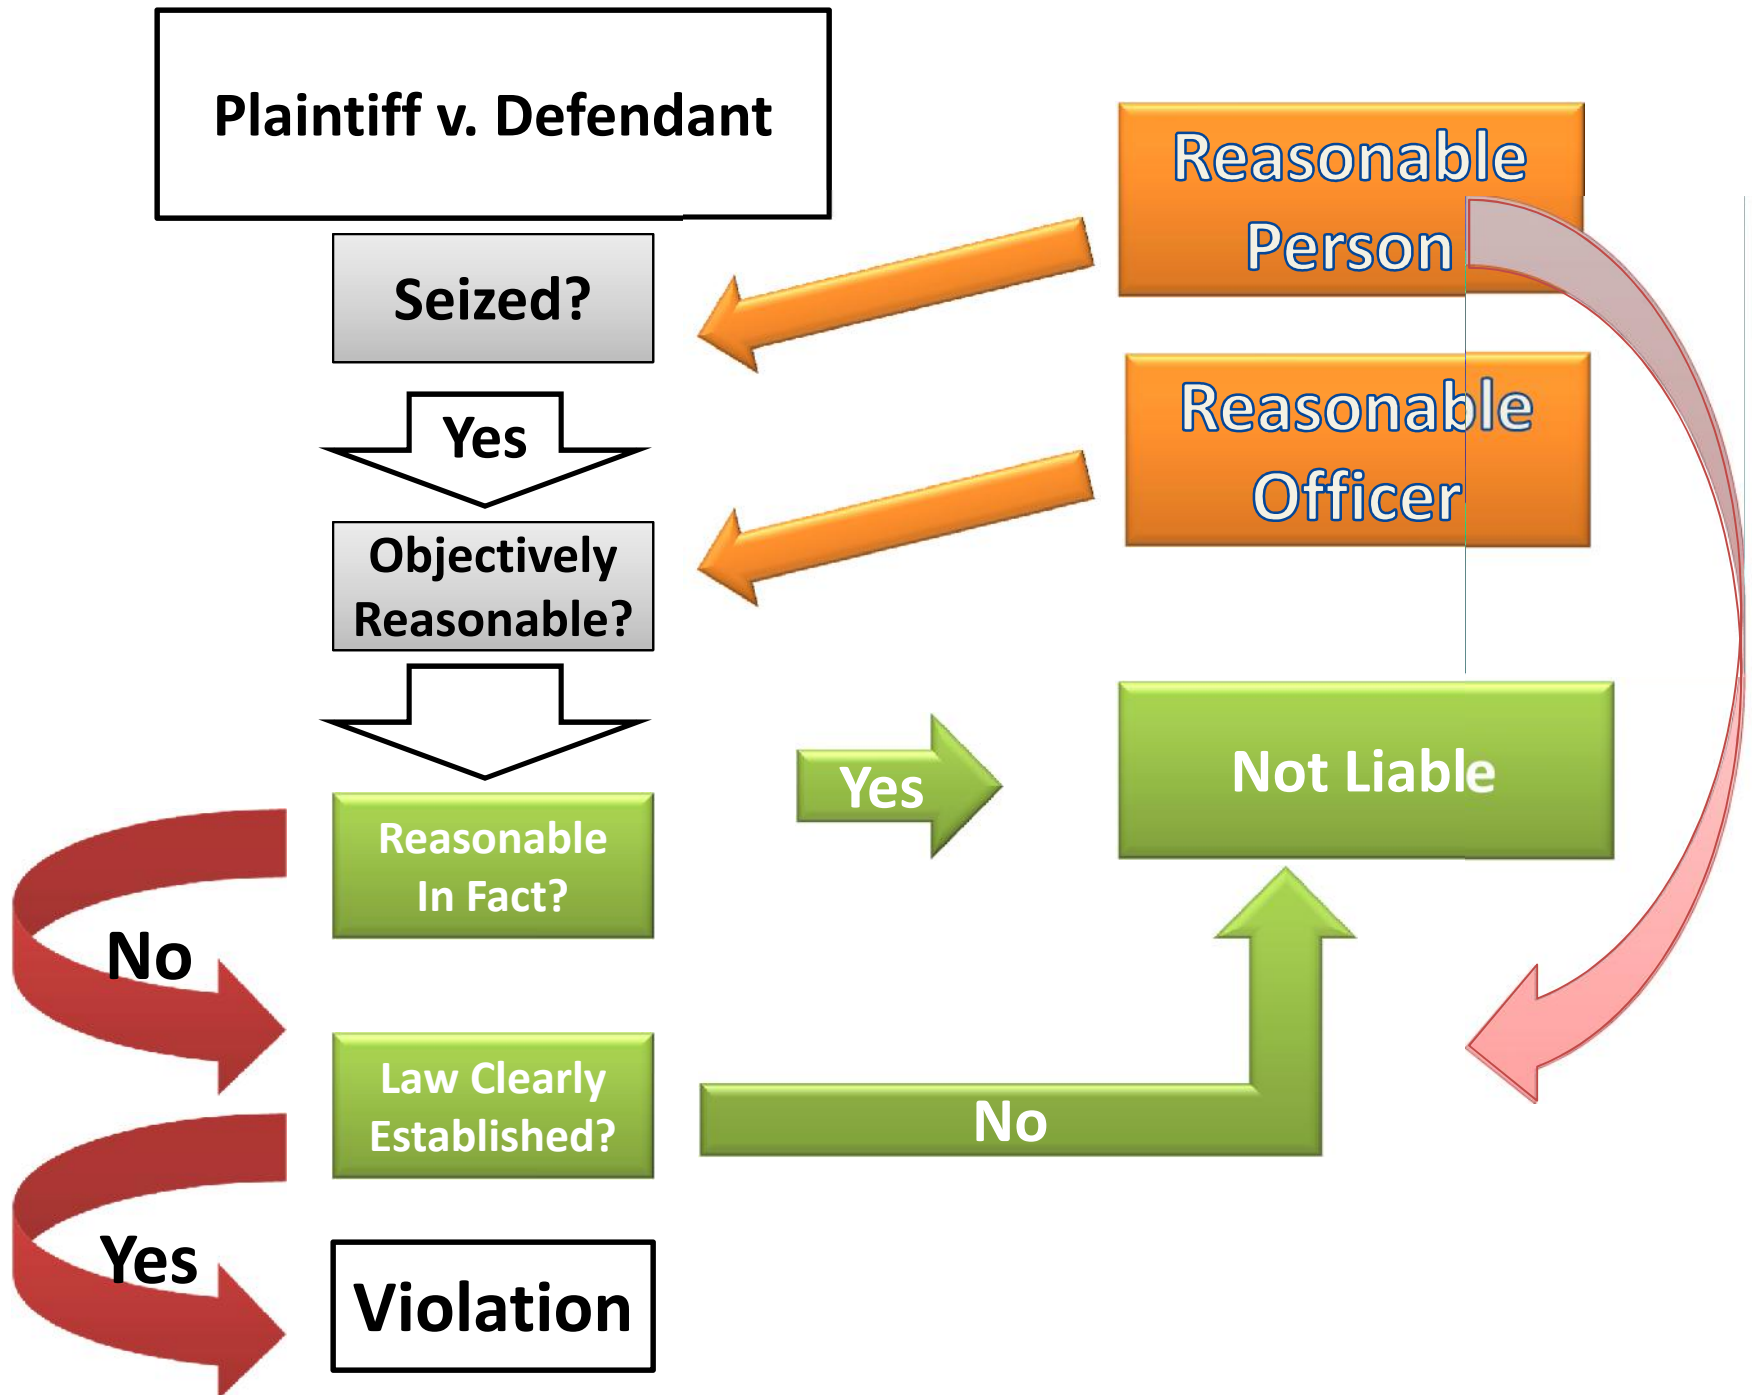 Plaintiff v. Defendant
Reasonable
Person
Seized?
Yes
Reasonable
Officer
Objectively
Reasonable?
Yes
Not Liable
Reasonable
In Fact?
No
Law Clearly
Established?
No
Yes
Violation